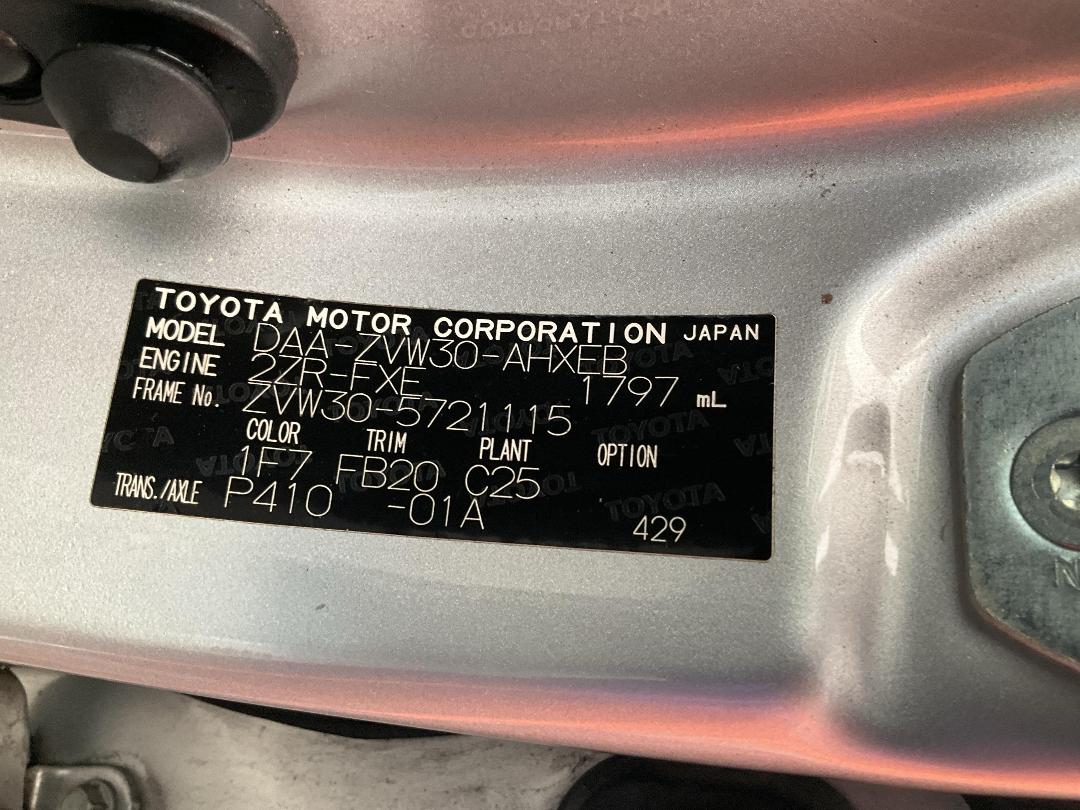 TOYOTA MOTOR CORPORATION JAPAN
MODEL DAA-ZVW30-AHXEB
ENGINE 2ZR-FXE 1797 mL
FRAME No. ZVW30-5721115
COLOR TRIM PLANT OPTION
1F7 FB20 C25
TRANS./AXLE P410 -01A
429